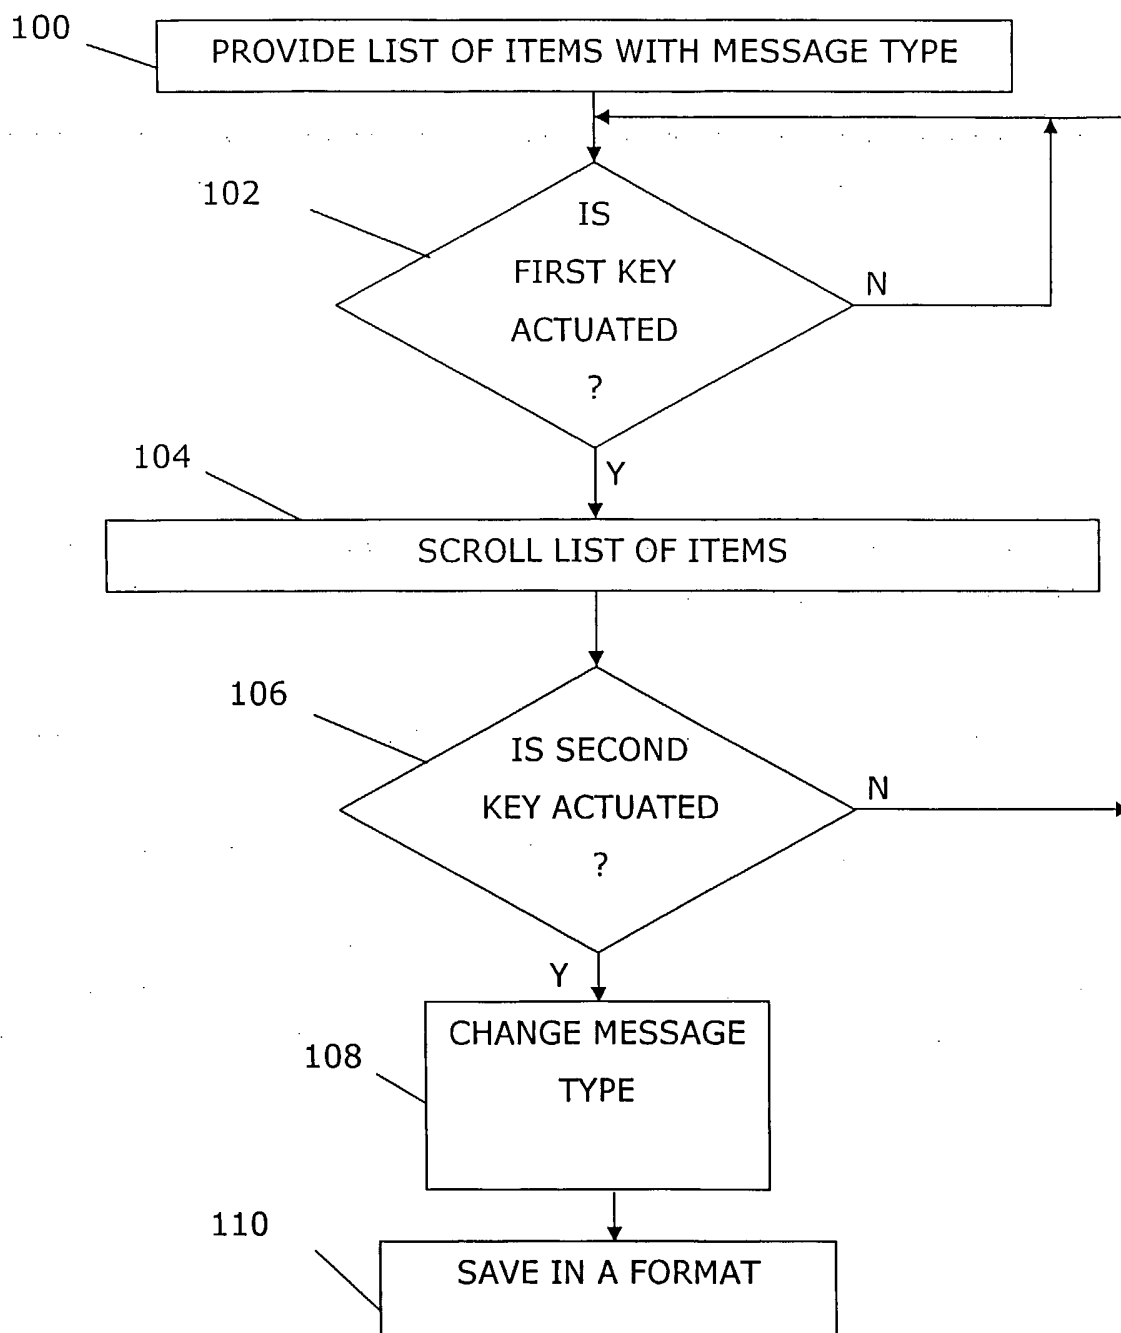 100
PROVIDE LIST OF ITEMS WITH MESSAGE TYPE
102
IS
FIRST KEY
ACTUATED
?
N
Y
104
SCROLL LIST OF ITEMS
106
IS SECOND
KEY ACTUATED
?
N
Y
108
CHANGE MESSAGE
TYPE
110
SAVE IN A FORMAT